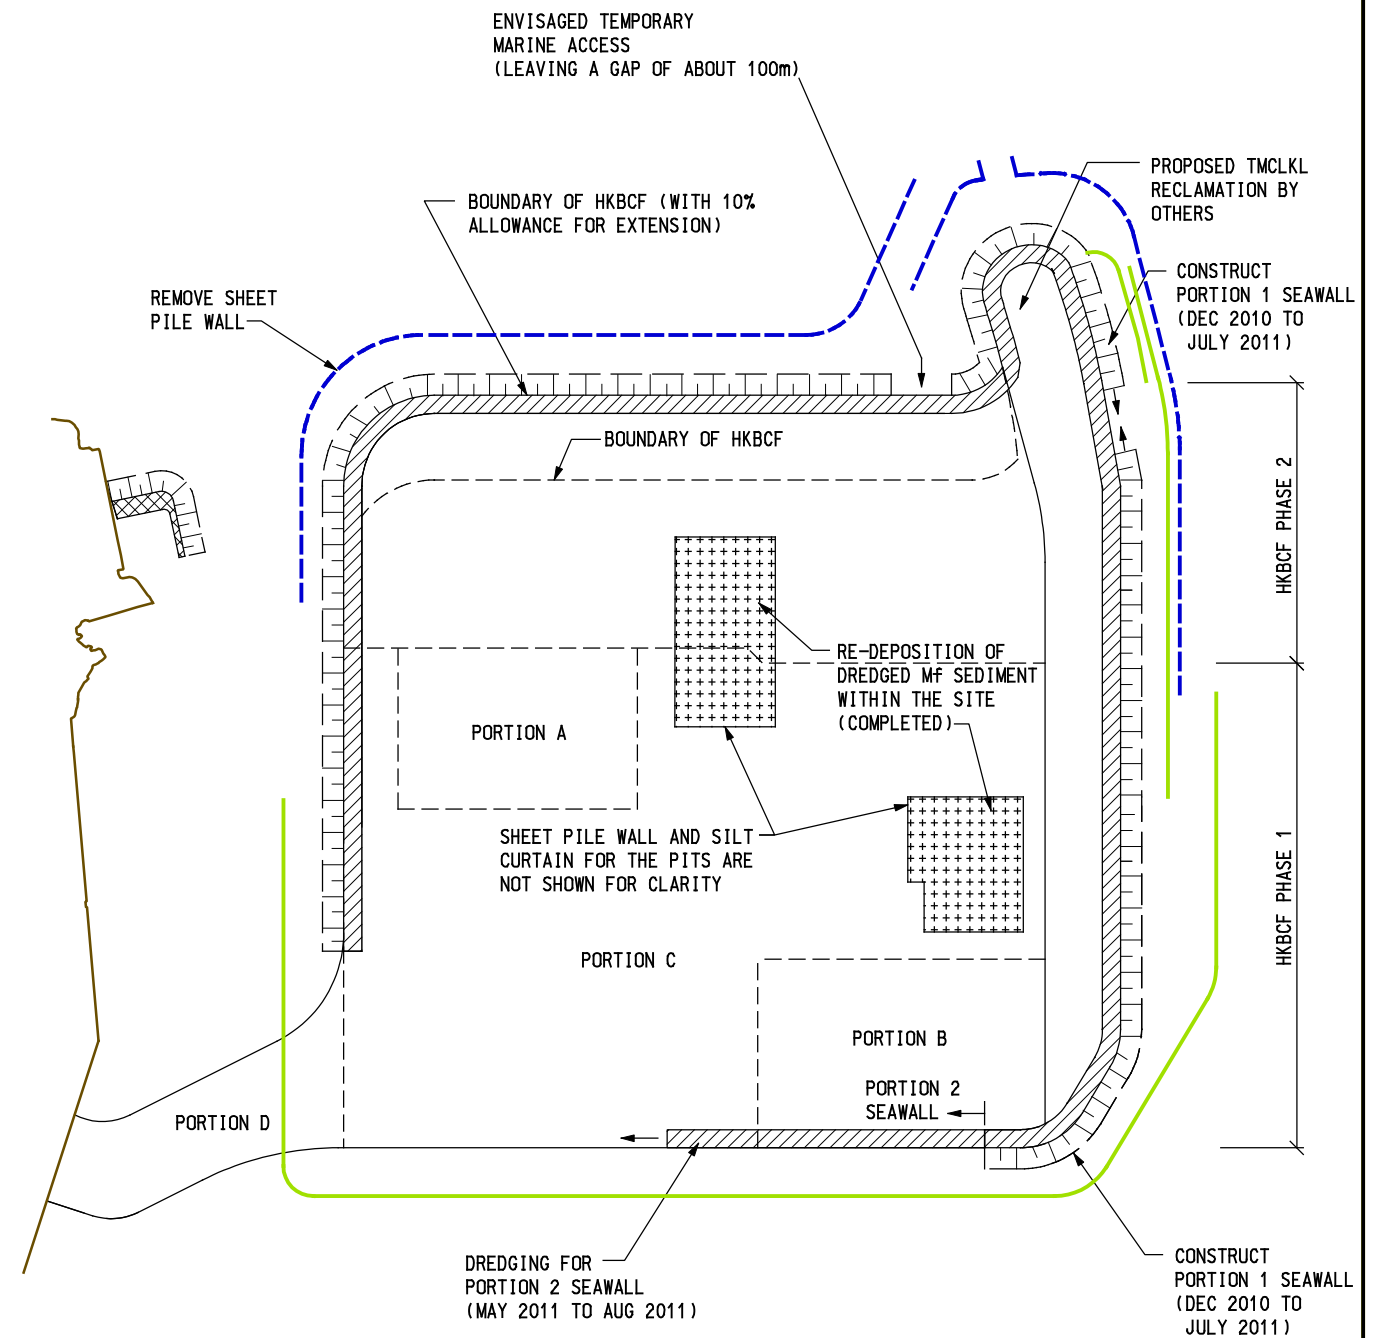 ENVISAGED TEMPORARY
MARINE ACCESS
(LEAVING A GAP OF ABOUT 100m)
PROPOSED TMCLKL
RECLAMATION BY
OTHERS
BOUNDARY OF HKBCF (WITH 10%
ALLOWANCE FOR EXTENSION)
CONSTRUCT
PORTION 1 SEAWALL
(DEC 2010 TO
JULY 2011)
REMOVE SHEET
PILE WALL
BOUNDARY OF HKBCF
HKBCF PHASE 2
RE-DEPOSITION OF
DREDGED Mf SEDIMENT
WITHIN THE SITE
(COMPLETED)
PORTION A
SHEET PILE WALL AND SILT
CURTAIN FOR THE PITS ARE
NOT SHOWN FOR CLARITY
HKBCF PHASE 1
PORTION C
PORTION B
PORTION 2
SEAWALL
PORTION D
DREDGING FOR
PORTION 2 SEAWALL
(MAY 2011 TO AUG 2011)
CONSTRUCT
PORTION 1 SEAWALL
(DEC 2010 TO
JULY 2011)